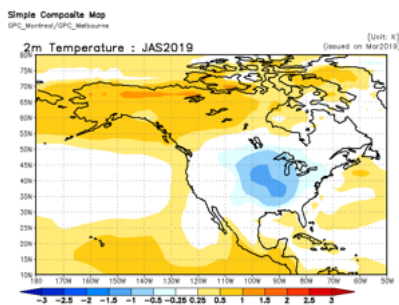 Simple Composite Map
GPC_Montreal/GPC_Melbourne
[Unit: K]
2m Temperature : JAS2019
(issued on Mar2019)
80N
75N
70N
65N
60N
55N
50N
45N
40N
35N
30N
25N
20N
15N
10N
180 170W 160W 150W 140W 130W 120W 110W 100W 90W 80W 70W 60W 50W
-3 -2.5 -2 -1.5 -1 -0.5 -0.25 0.25 0.5 1 1.5 2 2.5 3